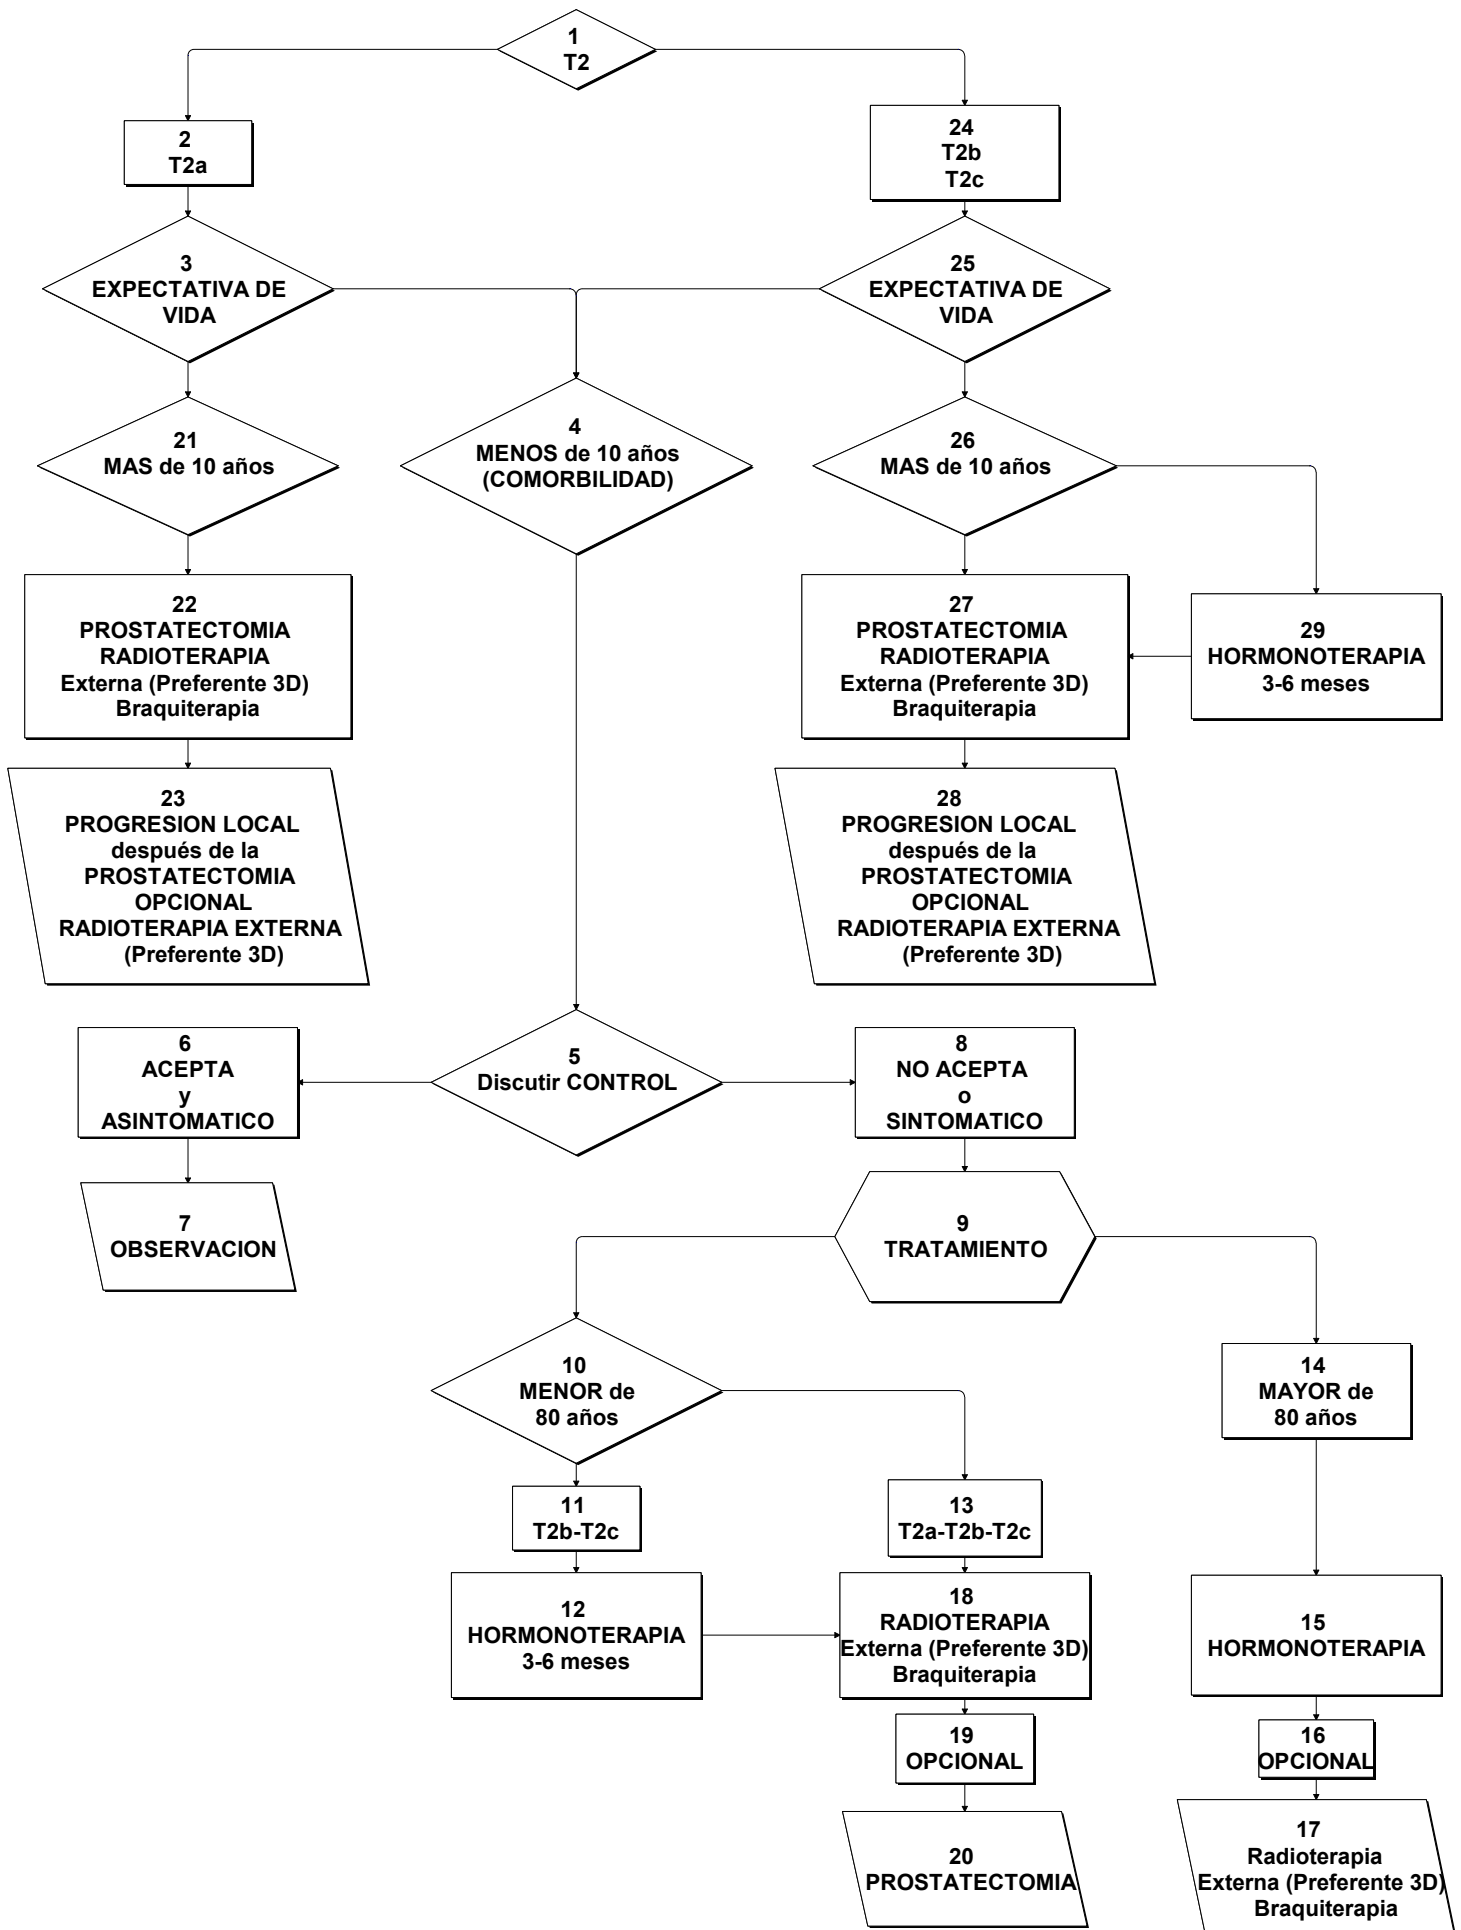 1
T2
2
T2a
24
T2b
T2c
3
EXPECTATIVA DE
VIDA
25
EXPECTATIVA DE
VIDA
21
MAS de 10 años
4
MENOS de 10 años
(COMORBILIDAD)
26
MAS de 10 años
22
PROSTATECTOMIA
RADIOTERAPIA
Externa (Preferente 3D)
Braquiterapia
27
PROSTATECTOMIA
RADIOTERAPIA
Externa (Preferente 3D)
Braquiterapia
29
HORMONOTERAPIA
3-6 meses
23
PROGRESION LOCAL
después de la
PROSTATECTOMIA
OPCIONAL
RADIOTERAPIA EXTERNA
(Preferente 3D)
28
PROGRESION LOCAL
después de la
PROSTATECTOMIA
OPCIONAL
RADIOTERAPIA EXTERNA
(Preferente 3D)
6
ACEPTA
y
ASINTOMATICO
5
Discutir CONTROL
8
NO ACEPTA
o
SINTOMATICO
7
OBSERVACION
9
TRATAMIENTO
10
MENOR de
80 años
14
MAYOR de
80 años
11
T2b-T2c
13
T2a-T2b-T2c
12
HORMONOTERAPIA
3-6 meses
18
RADIOTERAPIA
Externa (Preferente 3D)
Braquiterapia
15
HORMONOTERAPIA
19
OPCIONAL
16
OPCIONAL
20
PROSTATECTOMIA
17
Radioterapia
Externa (Preferente 3D)
Braquiterapia